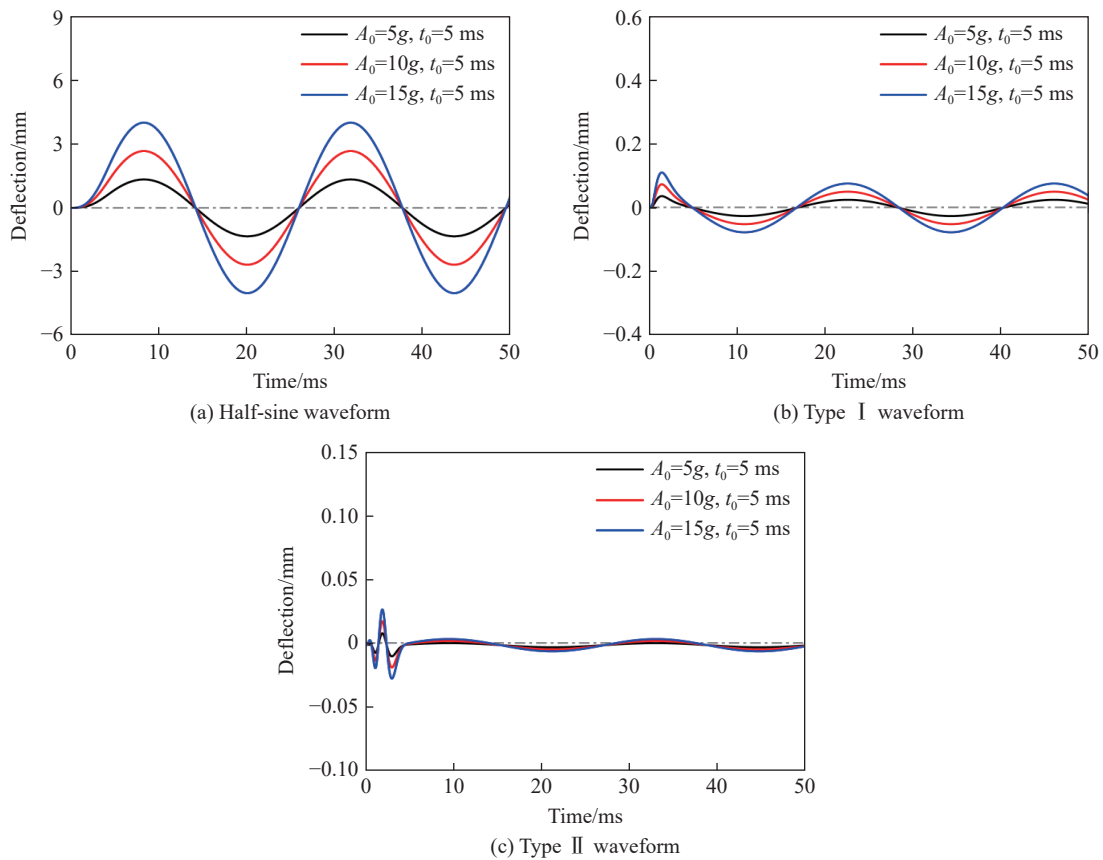 9
6
3
0
−3
−6
Deflection/mm
A₀=5g, t₀=5 ms
A₀=10g, t₀=5 ms
A₀=15g, t₀=5 ms
0 10 20 30 40 50
Time/ms
(a) Half-sine waveform
0.6
0.4
0.2
0
−0.2
−0.4
Deflection/mm
A₀=5g, t₀=5 ms
A₀=10g, t₀=5 ms
A₀=15g, t₀=5 ms
0 10 20 30 40 50
Time/ms
(b) Type Ⅰ waveform
0.15
0.10
0.05
0
−0.05
−0.10
Deflection/mm
A₀=5g, t₀=5 ms
A₀=10g, t₀=5 ms
A₀=15g, t₀=5 ms
0 10 20 30 40 50
Time/ms
(c) Type Ⅱ waveform